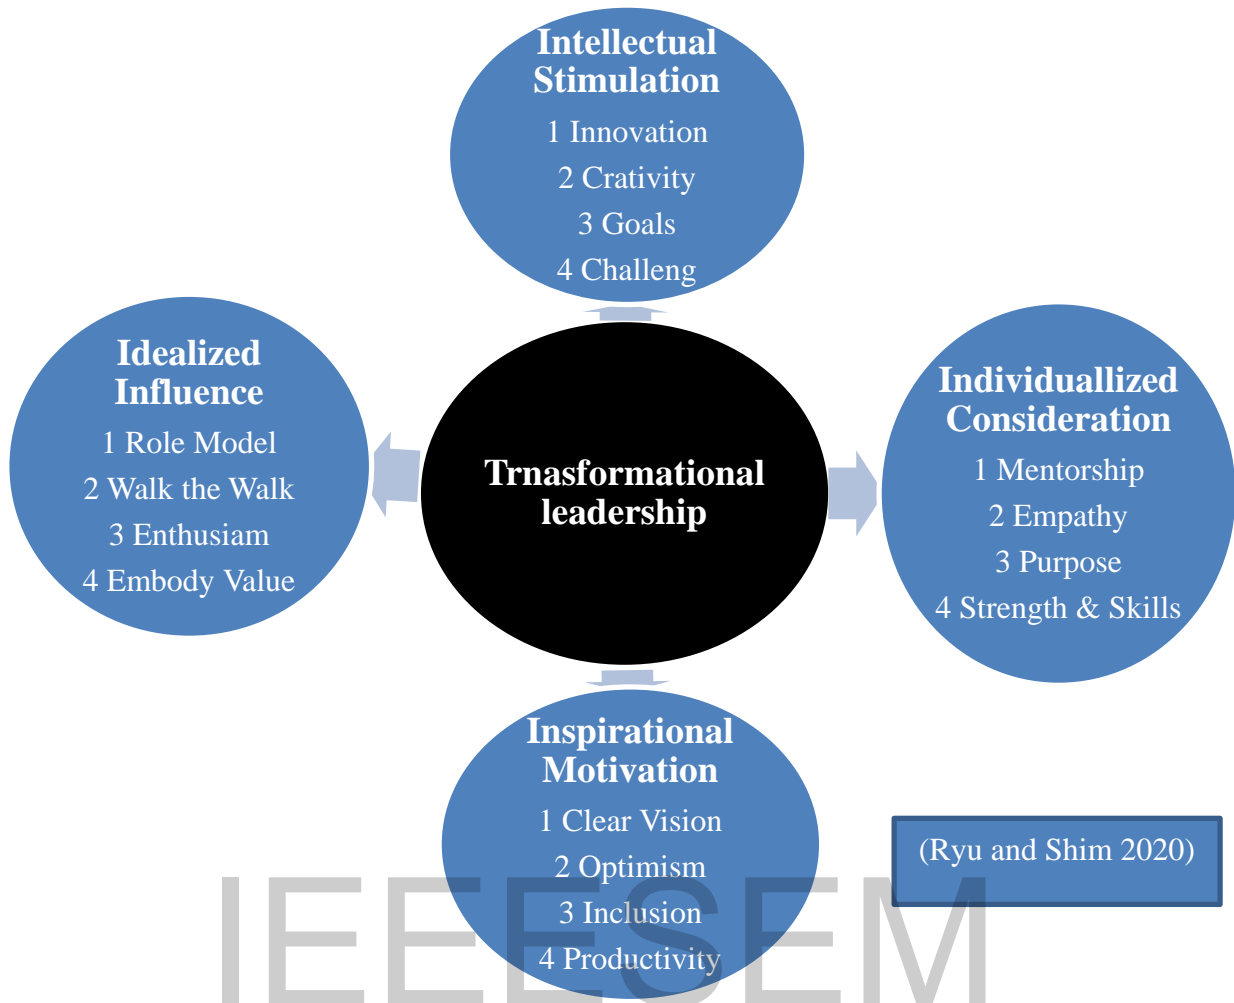 Intellectual
Stimulation
1 Innovation
2 Crativity
3 Goals
4 Challeng
Idealized
Influence
1 Role Model
2 Walk the Walk
3 Enthusiam
4 Embody Value
Trnasformational
leadership
Individuallized
Consideration
1 Mentorship
2 Empathy
3 Purpose
4 Strength & Skills
Inspirational
Motivation
1 Clear Vision
2 Optimism
3 Inclusion
4 Productivity
(Ryu and Shim 2020)
IEEESEM